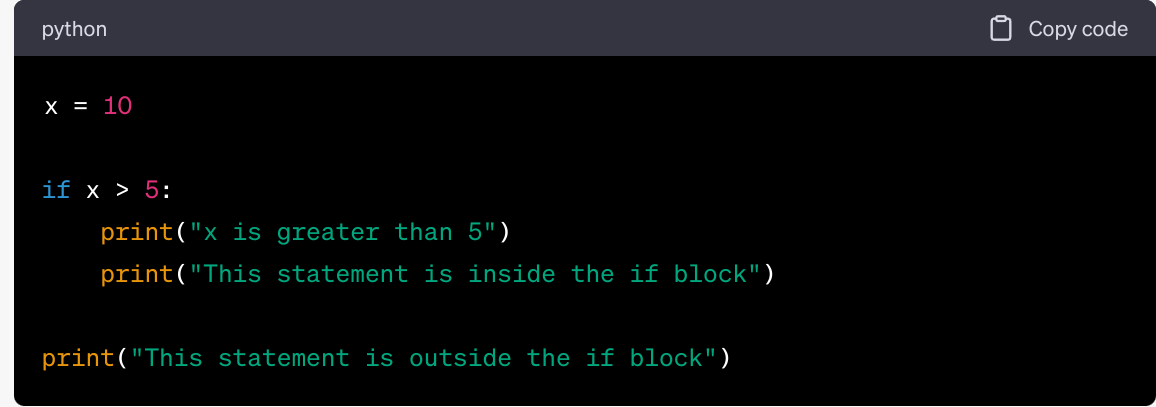 python
Copy code
x = 10
if x > 5:
    print("x is greater than 5")
    print("This statement is inside the if block")
print("This statement is outside the if block")